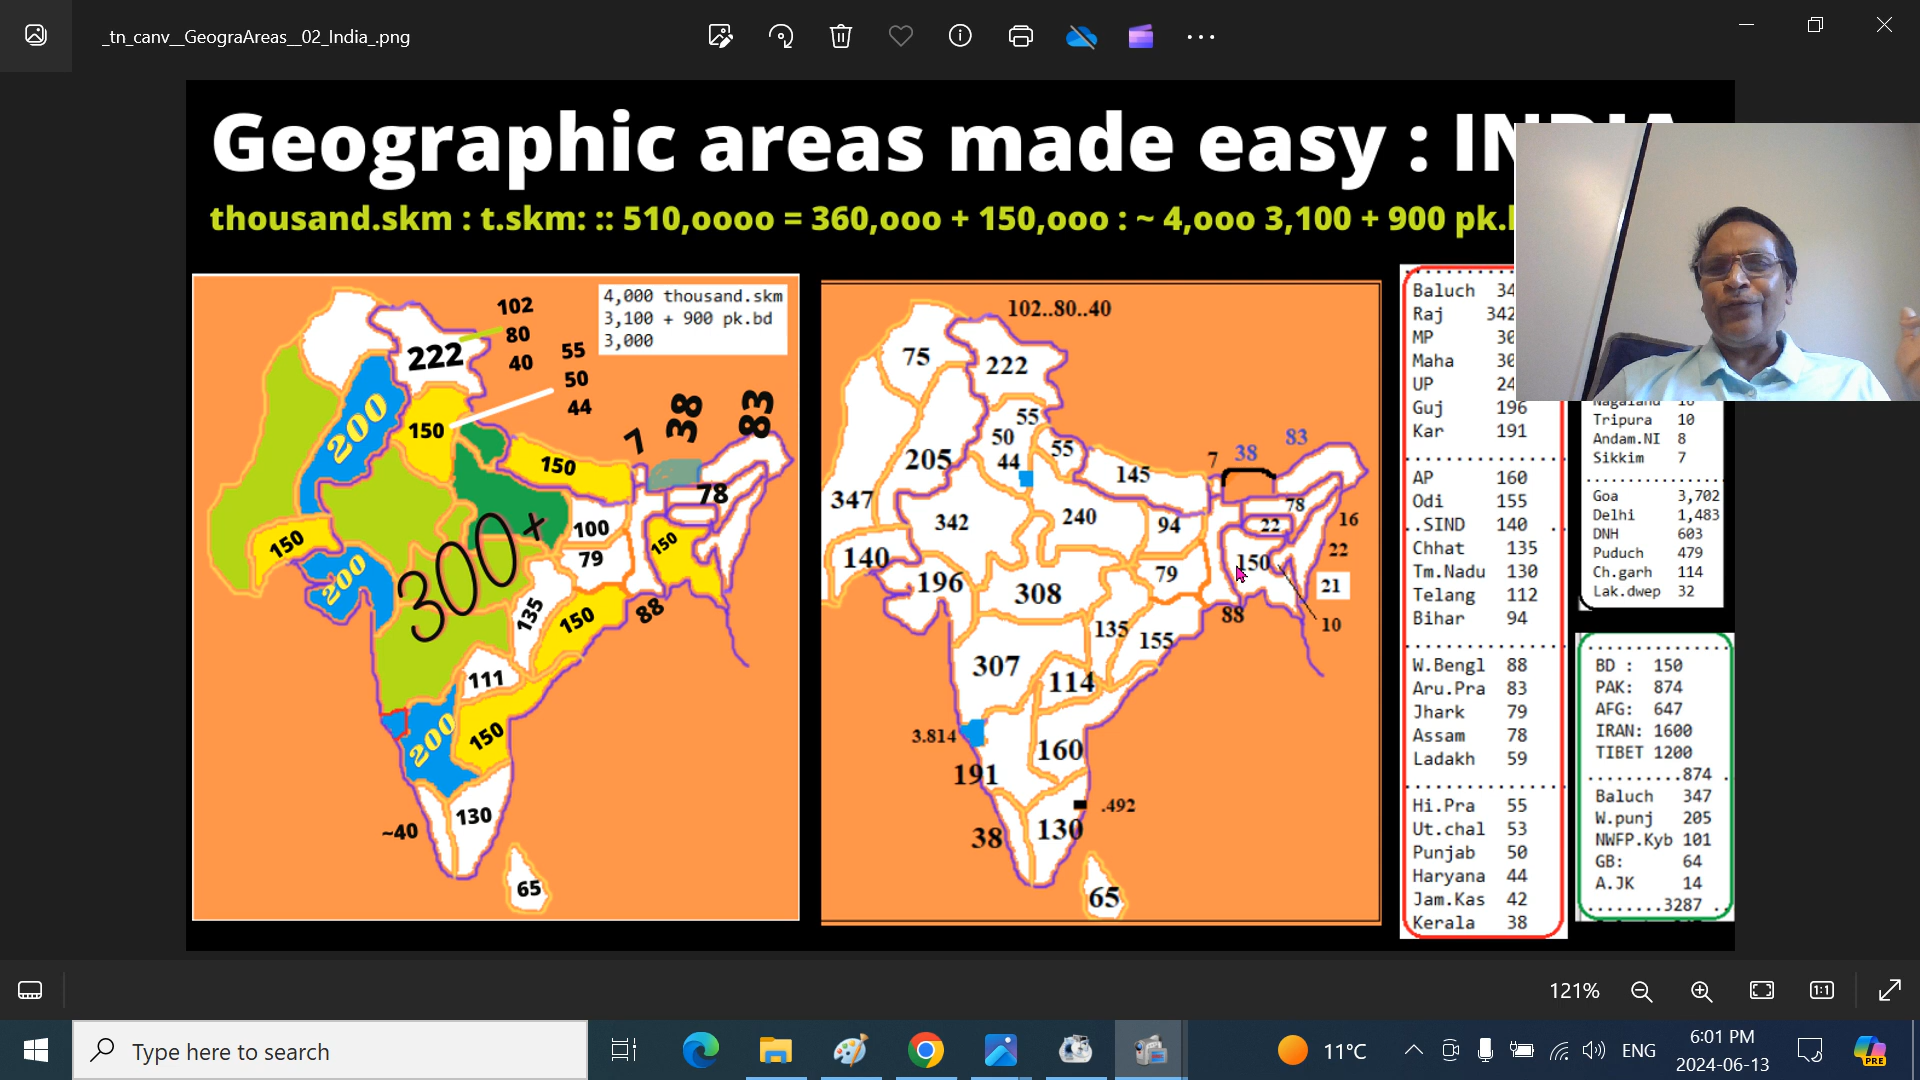 _tn_canv__GeograAreas__02_India_.png
Geographic areas made easy : IN
thousand.skm : t.skm: :: 510,oooo = 360,ooo + 150,ooo : ~ 4,ooo 3,100 + 900 pk.
4,000 thousand.skm
3,100 + 900 pk.bd
3,000
102
80
40
222
55
50
44
200
150
7
38
83
150
78
300+
100
150
150
79
200
135
150
88
111
200
150
130
~40
65
102..80..40
75
222
55
50
44
55
205
145
7
38
83
347
342
240
94
78
22
16
22
140
196
308
79
150
21
88
10
135
155
307
114
3.814
160
191
.492
38
130
65
Baluch 34
Raj 342
MP 30
Maha 30
UP 24
Guj 196
Kar 191
AP 160
Odi 155
..SIND 140 ..
Chhat 135
Tm.Nadu 130
Telang 112
Bihar 94
W.Bengl 88
Aru.Pra 83
Jhark 79
Assam 78
Ladakh 59
Hi.Pra 55
Ut.chal 53
Punjab 50
Haryana 44
Jam.Kas 42
Kerala 38
Nagaland 16
Tripura 10
Andam.NI 8
Sikkim 7
Goa 3,702
Delhi 1,483
DNH 603
Puduch 479
Ch.garh 114
Lak.dwep 32
BD : 150
PAK: 874
AFG: 647
IRAN: 1600
TIBET 1200
..........874 .
Baluch 347
W.punj 205
NWFP.Kyb 101
GB: 64
A.JK 14
........3287 ..
121%
Type here to search
11°C
ENG
6:01 PM
2024-06-13
PRE